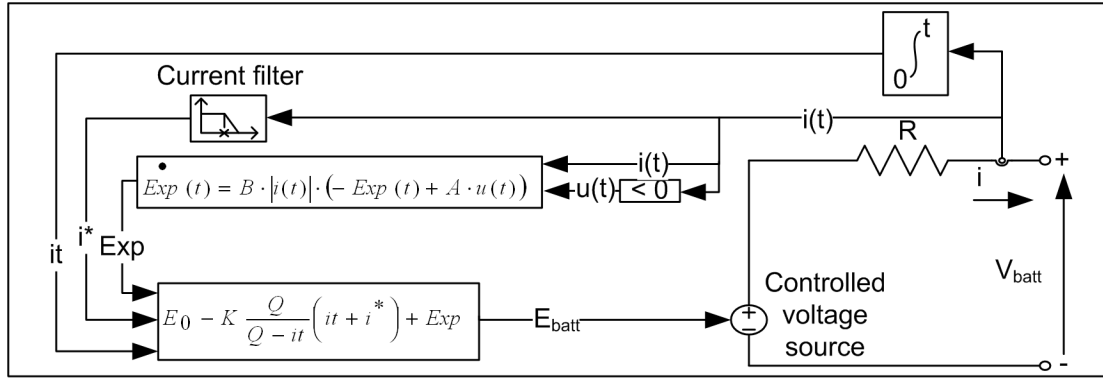 t
∫
0
Current filter
i(t)
R
+
i(t)
Exp (t) = B · |i(t)| · (− Exp (t) + A · u(t))
u(t)
< 0
i
it
i*
Exp
V_batt
E_0 − K Q/(Q − it) (it + i*) + Exp
E_batt
+
−
Controlled
voltage
source
-